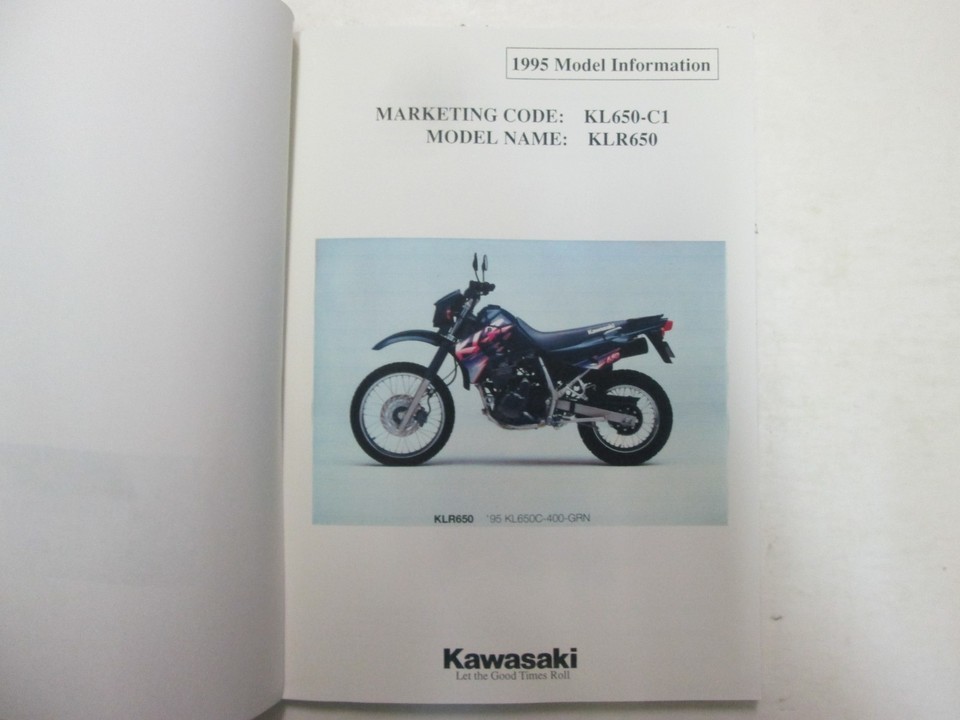 1995 Model Information
MARKETING CODE: KL650-C1
MODEL NAME: KLR650
Kawasaki
KLR650 '95 KL650C-400-GRN
Kawasaki
Let the Good Times Roll